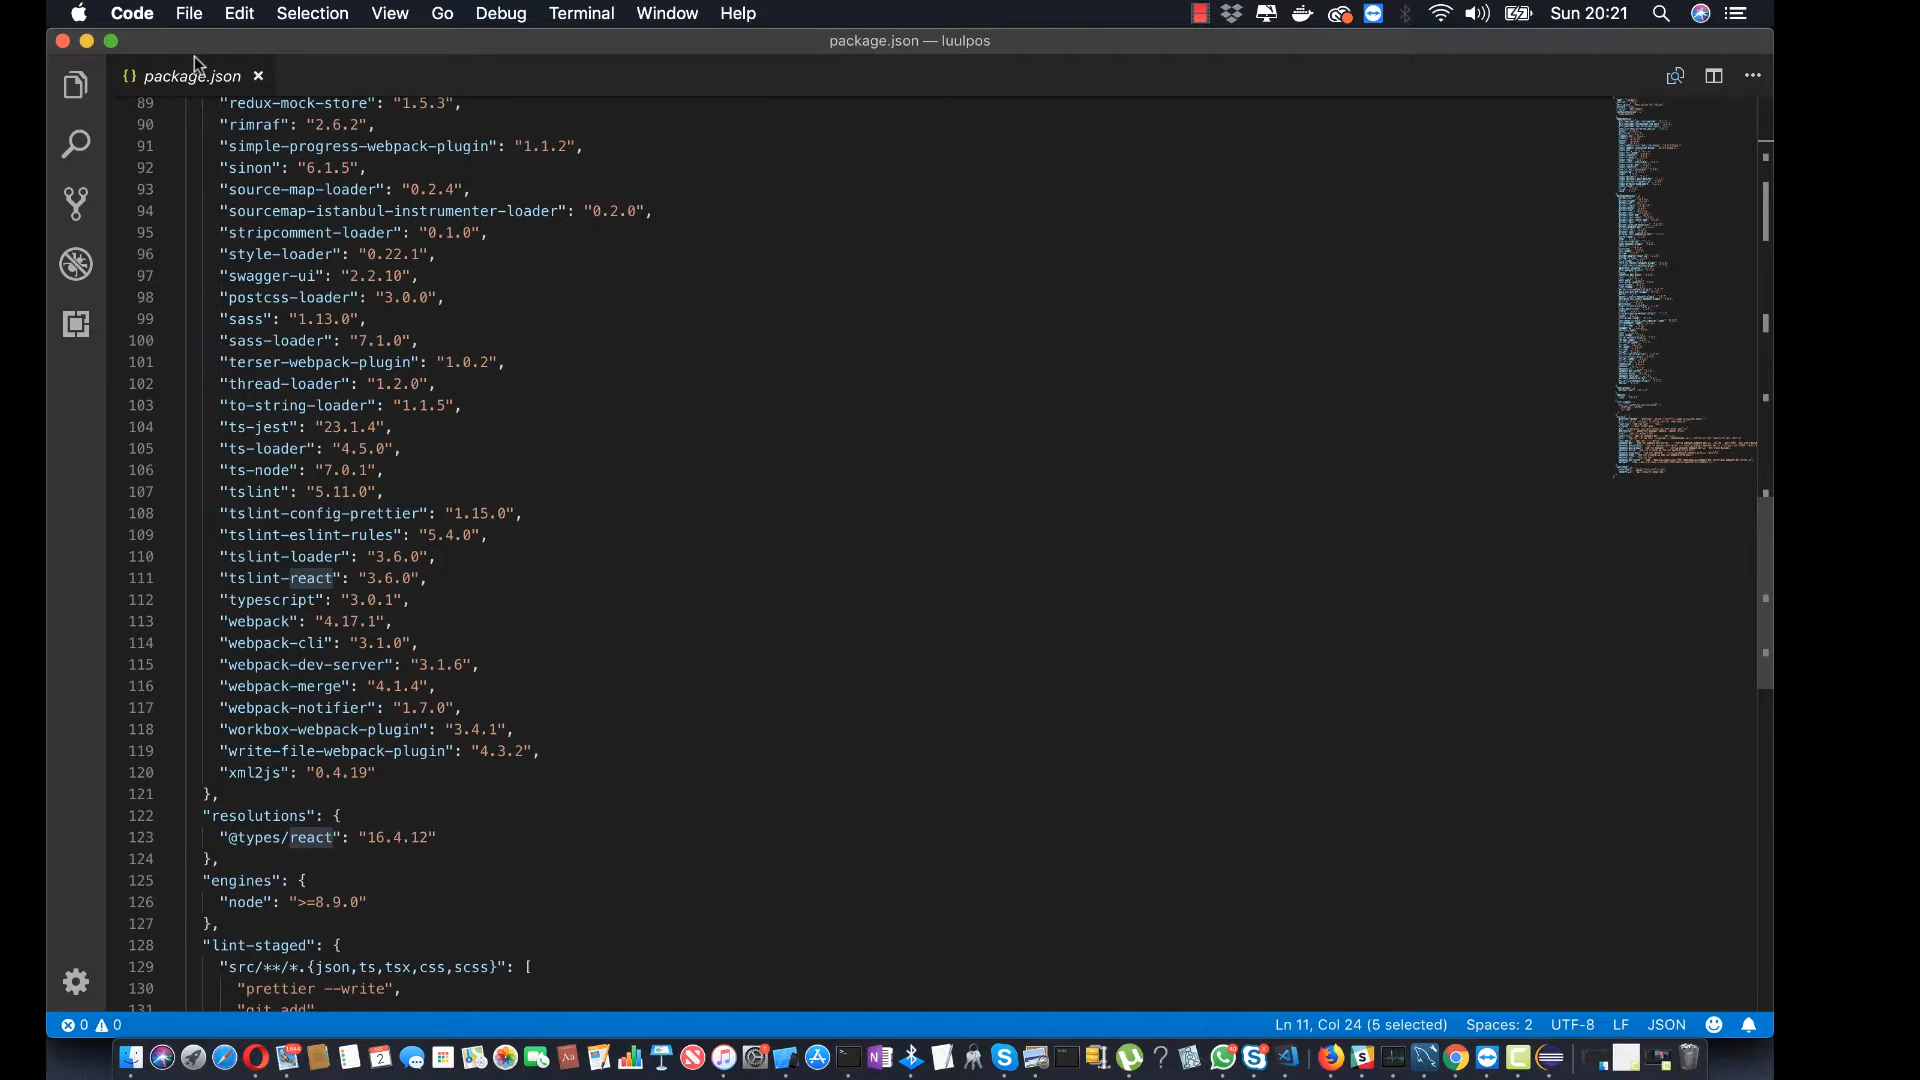 Code File Edit Selection View Go Debug Terminal Window Help Sun 20:21
package.json — luulpos
{} package.json ×
89 "redux-mock-store": "1.5.3",
90 "rimraf": "2.6.2",
91 "simple-progress-webpack-plugin": "1.1.2",
92 "sinon": "6.1.5",
93 "source-map-loader": "0.2.4",
94 "sourcemap-istanbul-instrumenter-loader": "0.2.0",
95 "stripcomment-loader": "0.1.0",
96 "style-loader": "0.22.1",
97 "swagger-ui": "2.2.10",
98 "postcss-loader": "3.0.0",
99 "sass": "1.13.0",
100 "sass-loader": "7.1.0",
101 "terser-webpack-plugin": "1.0.2",
102 "thread-loader": "1.2.0",
103 "to-string-loader": "1.1.5",
104 "ts-jest": "23.1.4",
105 "ts-loader": "4.5.0",
106 "ts-node": "7.0.1",
107 "tslint": "5.11.0",
108 "tslint-config-prettier": "1.15.0",
109 "tslint-eslint-rules": "5.4.0",
110 "tslint-loader": "3.6.0",
111 "tslint-react": "3.6.0",
112 "typescript": "3.0.1",
113 "webpack": "4.17.1",
114 "webpack-cli": "3.1.0",
115 "webpack-dev-server": "3.1.6",
116 "webpack-merge": "4.1.4",
117 "webpack-notifier": "1.7.0",
118 "workbox-webpack-plugin": "3.4.1",
119 "write-file-webpack-plugin": "4.3.2",
120 "xml2js": "0.4.19"
121 },
122 "resolutions": {
123 "@types/react": "16.4.12"
124 },
125 "engines": {
126 "node": ">=8.9.0"
127 },
128 "lint-staged": {
129 "src/**/*.{json,ts,tsx,css,scss}": [
130 "prettier --write",
131 "git add"
0 0 Ln 11, Col 24 (5 selected) Spaces: 2 UTF-8 LF JSON